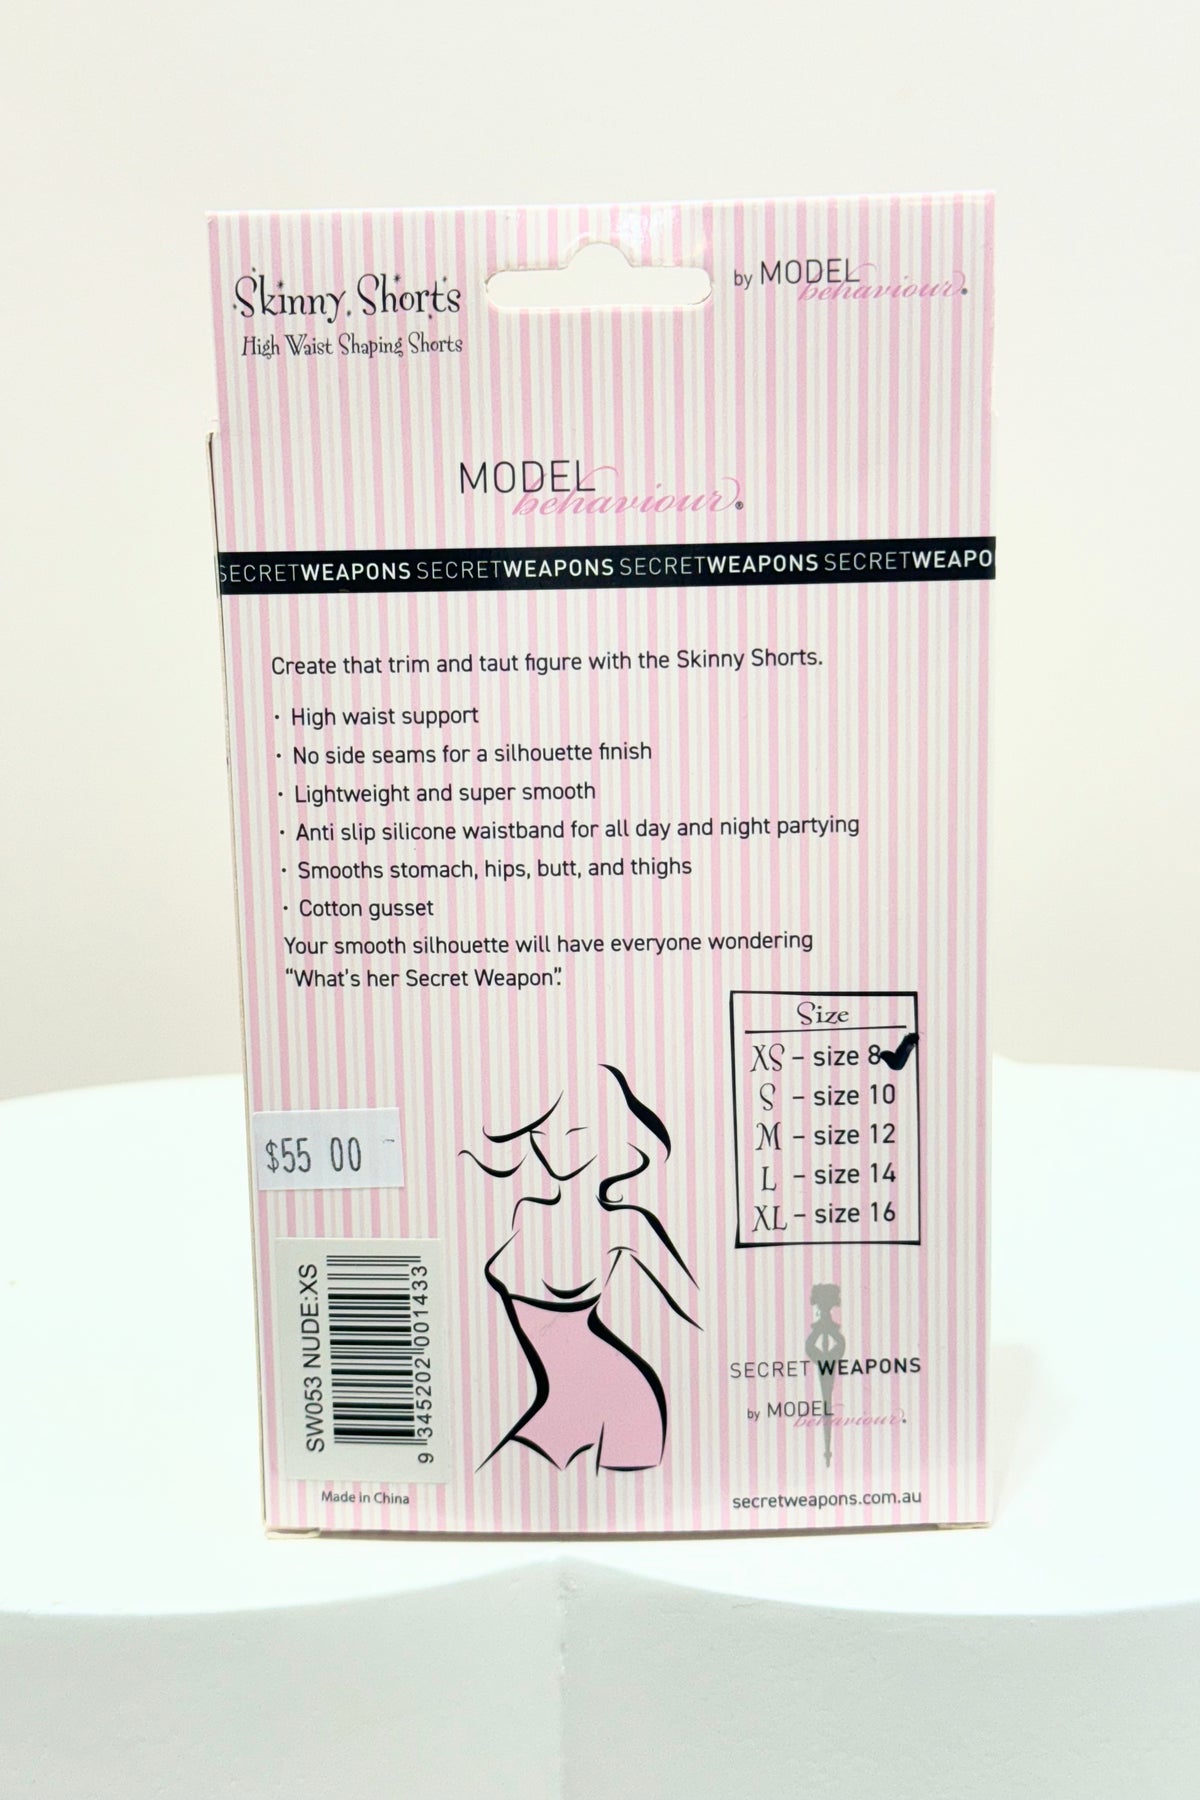 Skinny Shorts
High Waist Shaping Shorts
by MODEL
behaviour®
MODEL
behaviour®
SECRETWEAPONS SECRETWEAPONS SECRETWEAPONS SECRETWEAPO
Create that trim and taut figure with the Skinny Shorts.
· High waist support
· No side seams for a silhouette finish
· Lightweight and super smooth
· Anti slip silicone waistband for all day and night partying
· Smooths stomach, hips, butt, and thighs
· Cotton gusset
Your smooth silhouette will have everyone wondering
“What's her Secret Weapon”.
Size
XS – size 8 ✓
S – size 10
M – size 12
L – size 14
XL – size 16
$55 00
SW053 NUDE:XS
9 345202 001433
Made in China
SECRET WEAPONS
by MODEL
behaviour®
secretweapons.com.au